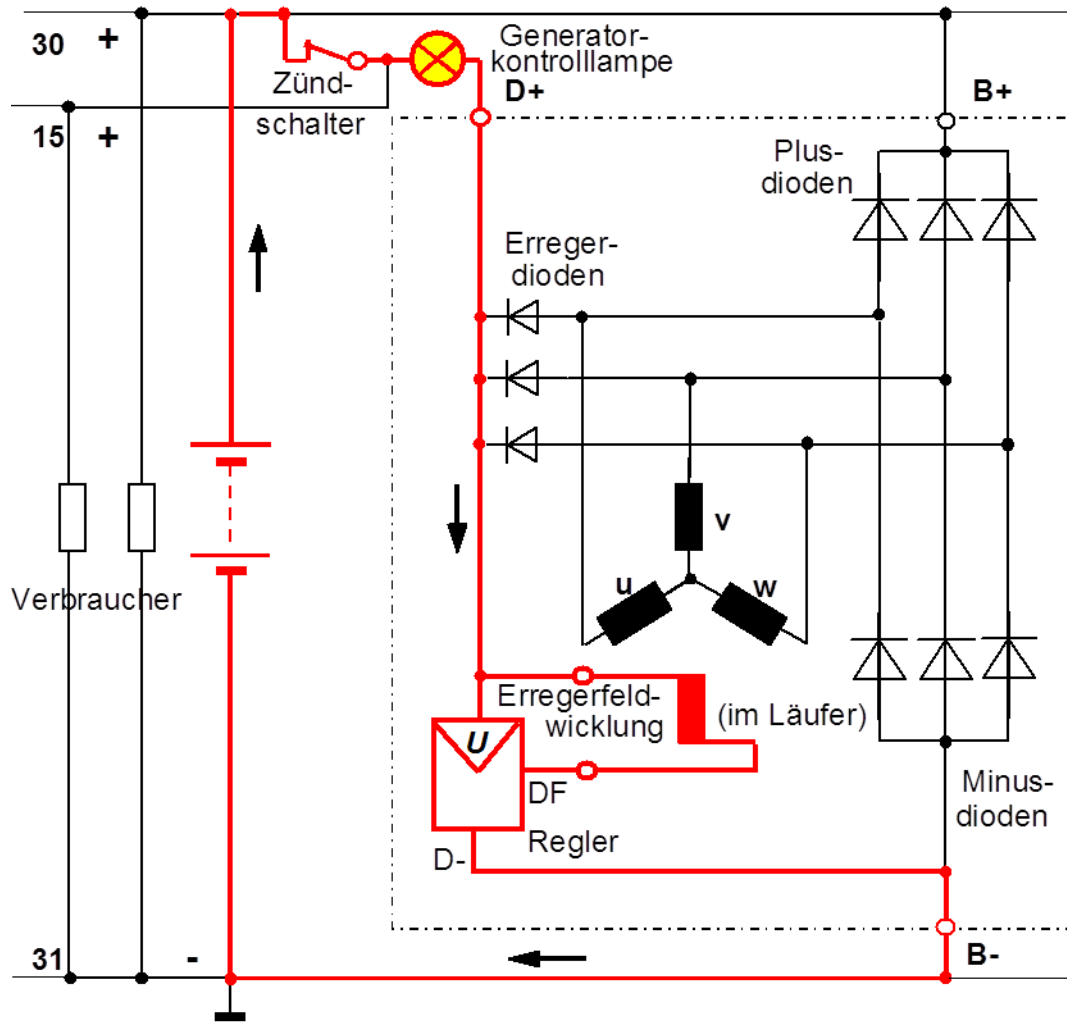 30 +
Generator-
kontrolllampe
Zünd-
schalter
D+
B+
15 +
Plus-
dioden
Erreger-
dioden
v
u
w
Verbraucher
Erregerfeld-
wicklung
(im Läufer)
U
DF
Regler
D-
Minus-
dioden
31
-
B-